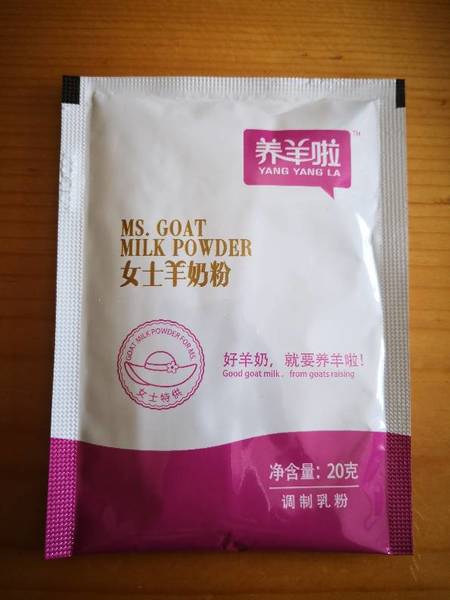 养羊啦 TM
YANG YANG LA
MS. GOAT
MILK POWDER
女士羊奶粉
GOAT MILK POWDER FOR MS.
女士特供
好羊奶，就要养羊啦！
Good goat milk，from goats raising
净含量：20克
调制乳粉